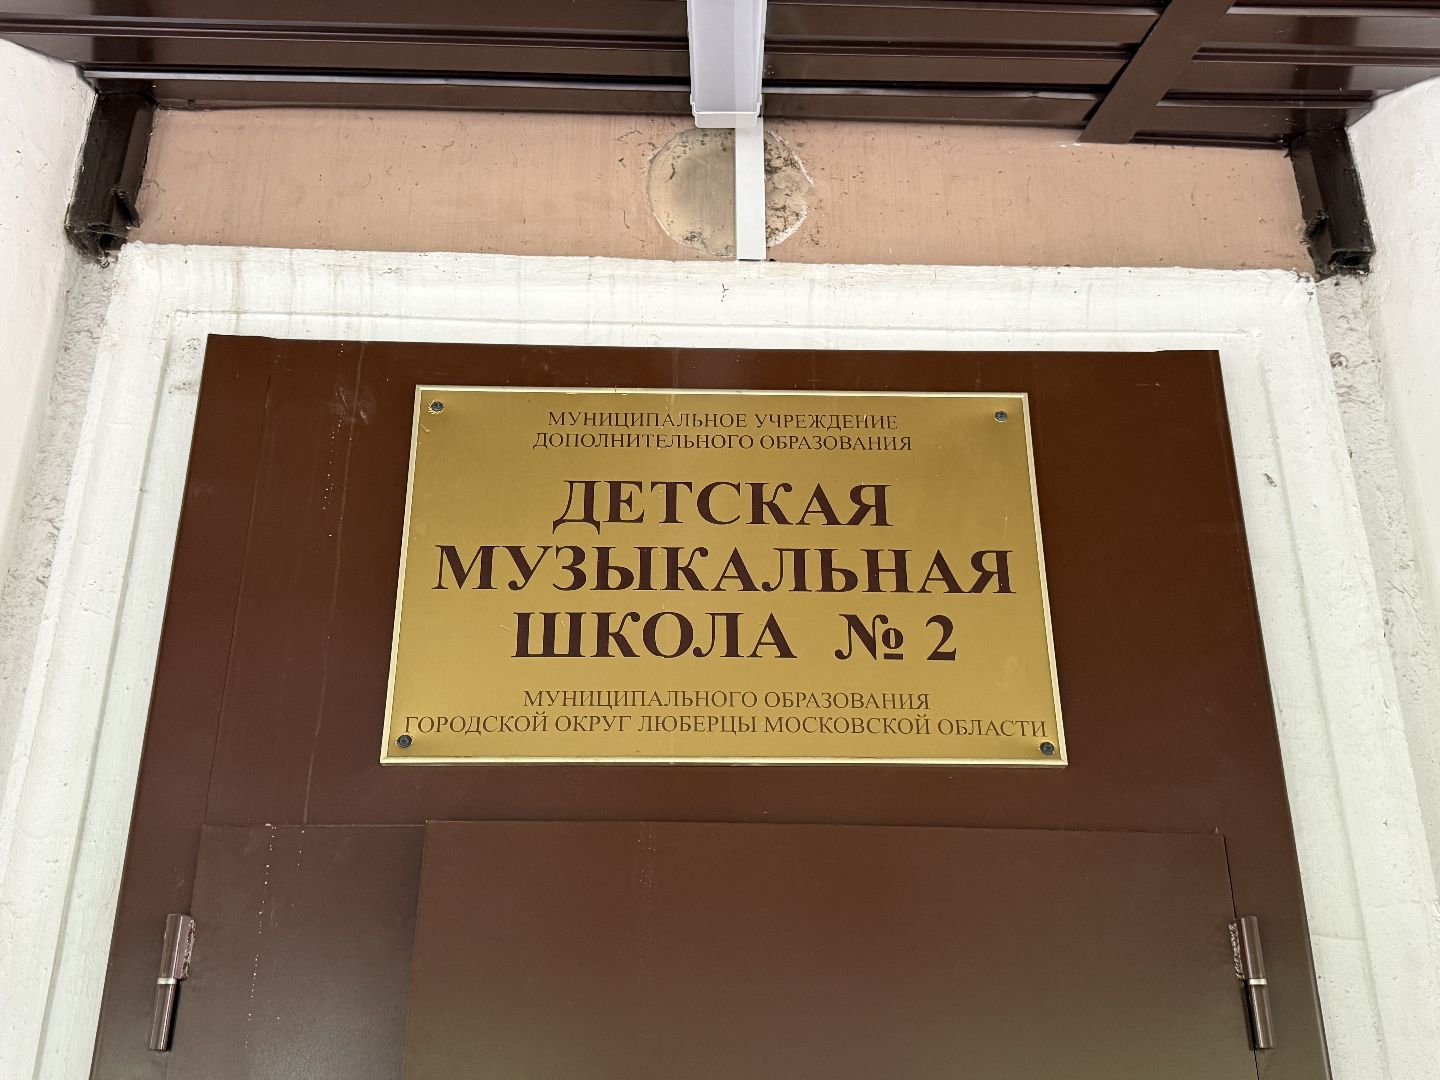 МУНИЦИПАЛЬНОЕ УЧРЕЖДЕНИЕ
ДОПОЛНИТЕЛЬНОГО ОБРАЗОВАНИЯ
ДЕТСКАЯ
МУЗЫКАЛЬНАЯ
ШКОЛА № 2
МУНИЦИПАЛЬНОГО ОБРАЗОВАНИЯ
ГОРОДСКОЙ ОКРУГ ЛЮБЕРЦЫ МОСКОВСКОЙ ОБЛАСТИ